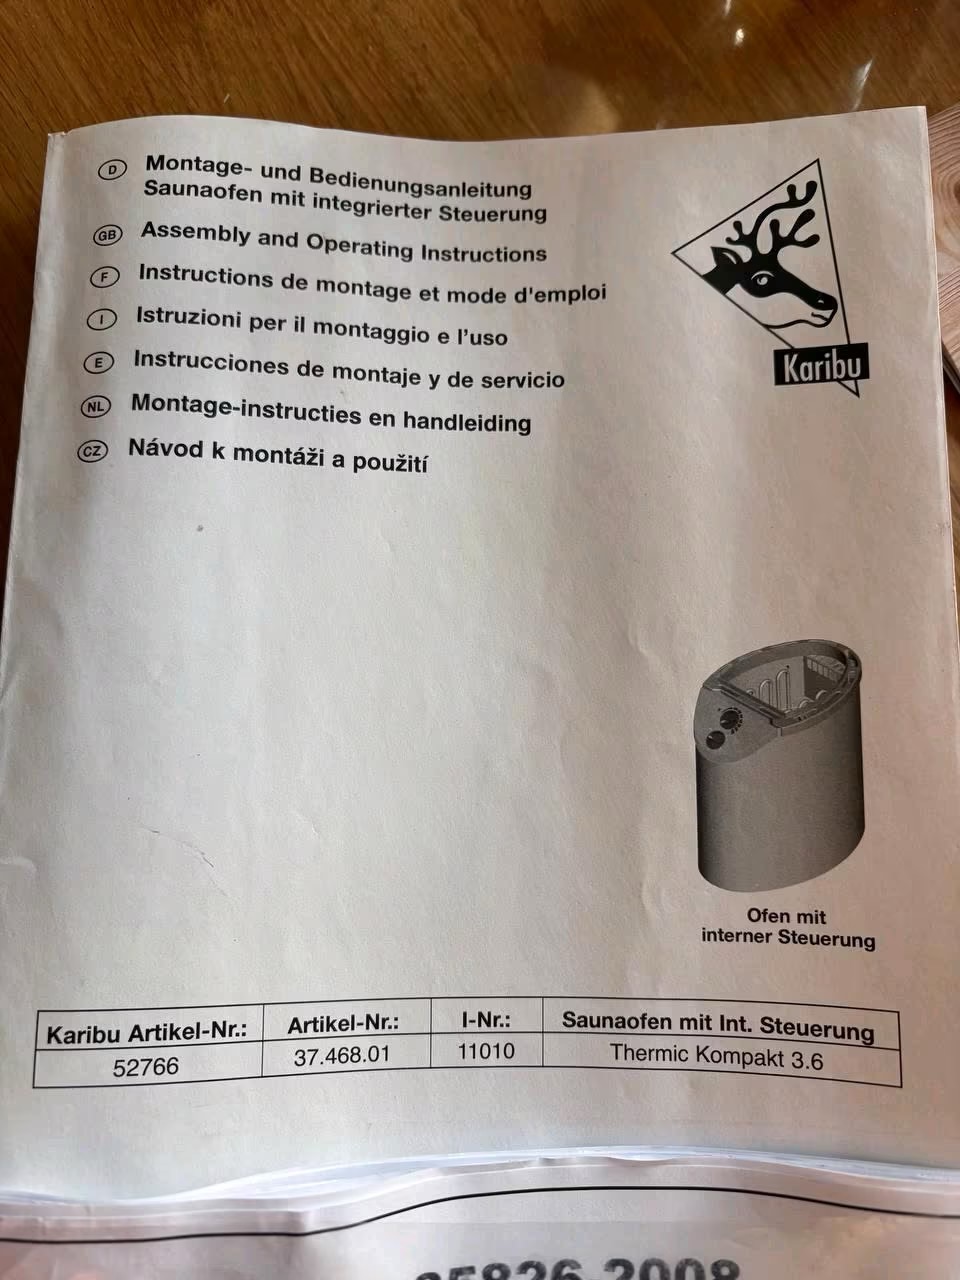 D Montage- und Bedienungsanleitung
Saunaofen mit integrierter Steuerung
GB Assembly and Operating Instructions
F Instructions de montage et mode d'emploi
I Istruzioni per il montaggio e l'uso
E Instrucciones de montaje y de servicio
NL Montage-instructies en handleiding
CZ Návod k montáži a použití
Karibu
Ofen mit
interner Steuerung
Karibu Artikel-Nr.: Artikel-Nr.: I-Nr.: Saunaofen mit Int. Steuerung
52766 37.468.01 11010 Thermic Kompakt 3.6